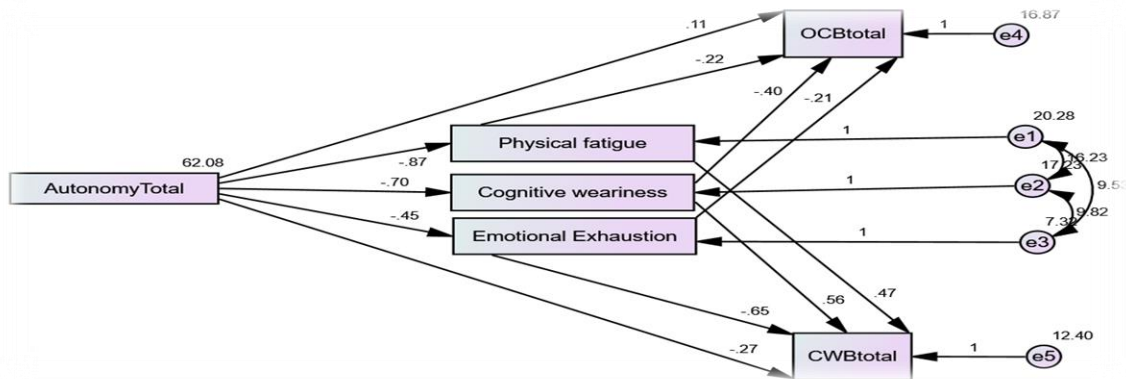 16.87
.11
OCBtotal
1
e4
-.22
-.40
-.21
20.28
Physical fatigue
1
e1
62.08
-.87
16.23
17.23
AutonomyTotal
-.70
Cognitive weariness
1
e2
9.53
-.45
9.82
Emotional Exhaustion
7.32
1
e3
-.65
.56
.47
12.40
-.27
CWBtotal
1
e5